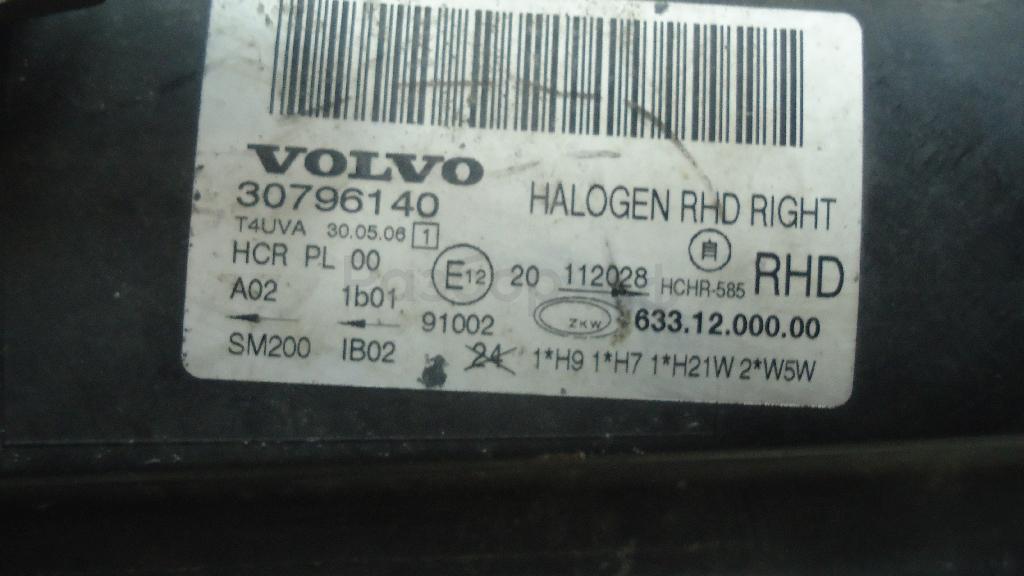 VOLVO
30796140 HALOGEN RHD RIGHT
T4UVA 30.05.06 1 自
HCR PL 00 E12 20 112028 HCHR-585 RHD
A02 1b01
91002 ZKW 633.12.000.00
SM200 IB02 24 1*H9 1*H7 1*H21W 2*W5W